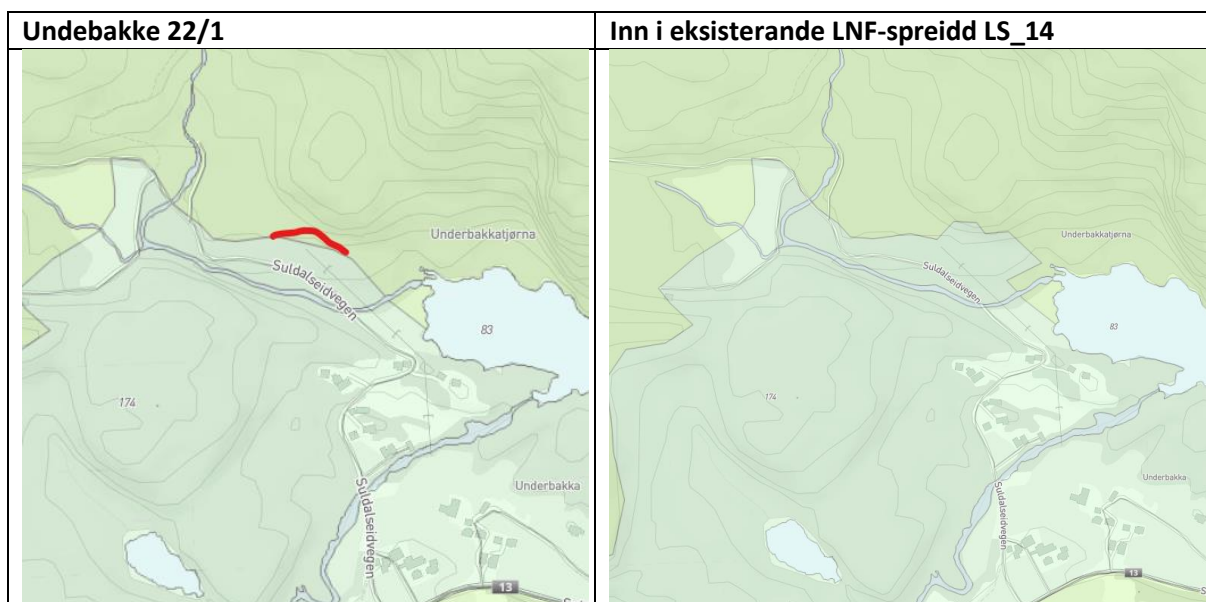 Undebakke 22/1
Inn i eksisterande LNF-spreidd LS_14
Underbakkatjørna
Suldalseidvegen
83
174
Underbakka
Suldalseidvegen
13
Underbakkatjørna
Suldalseidvegen
83
174
Underbakka
Suldalseidvegen
13
S